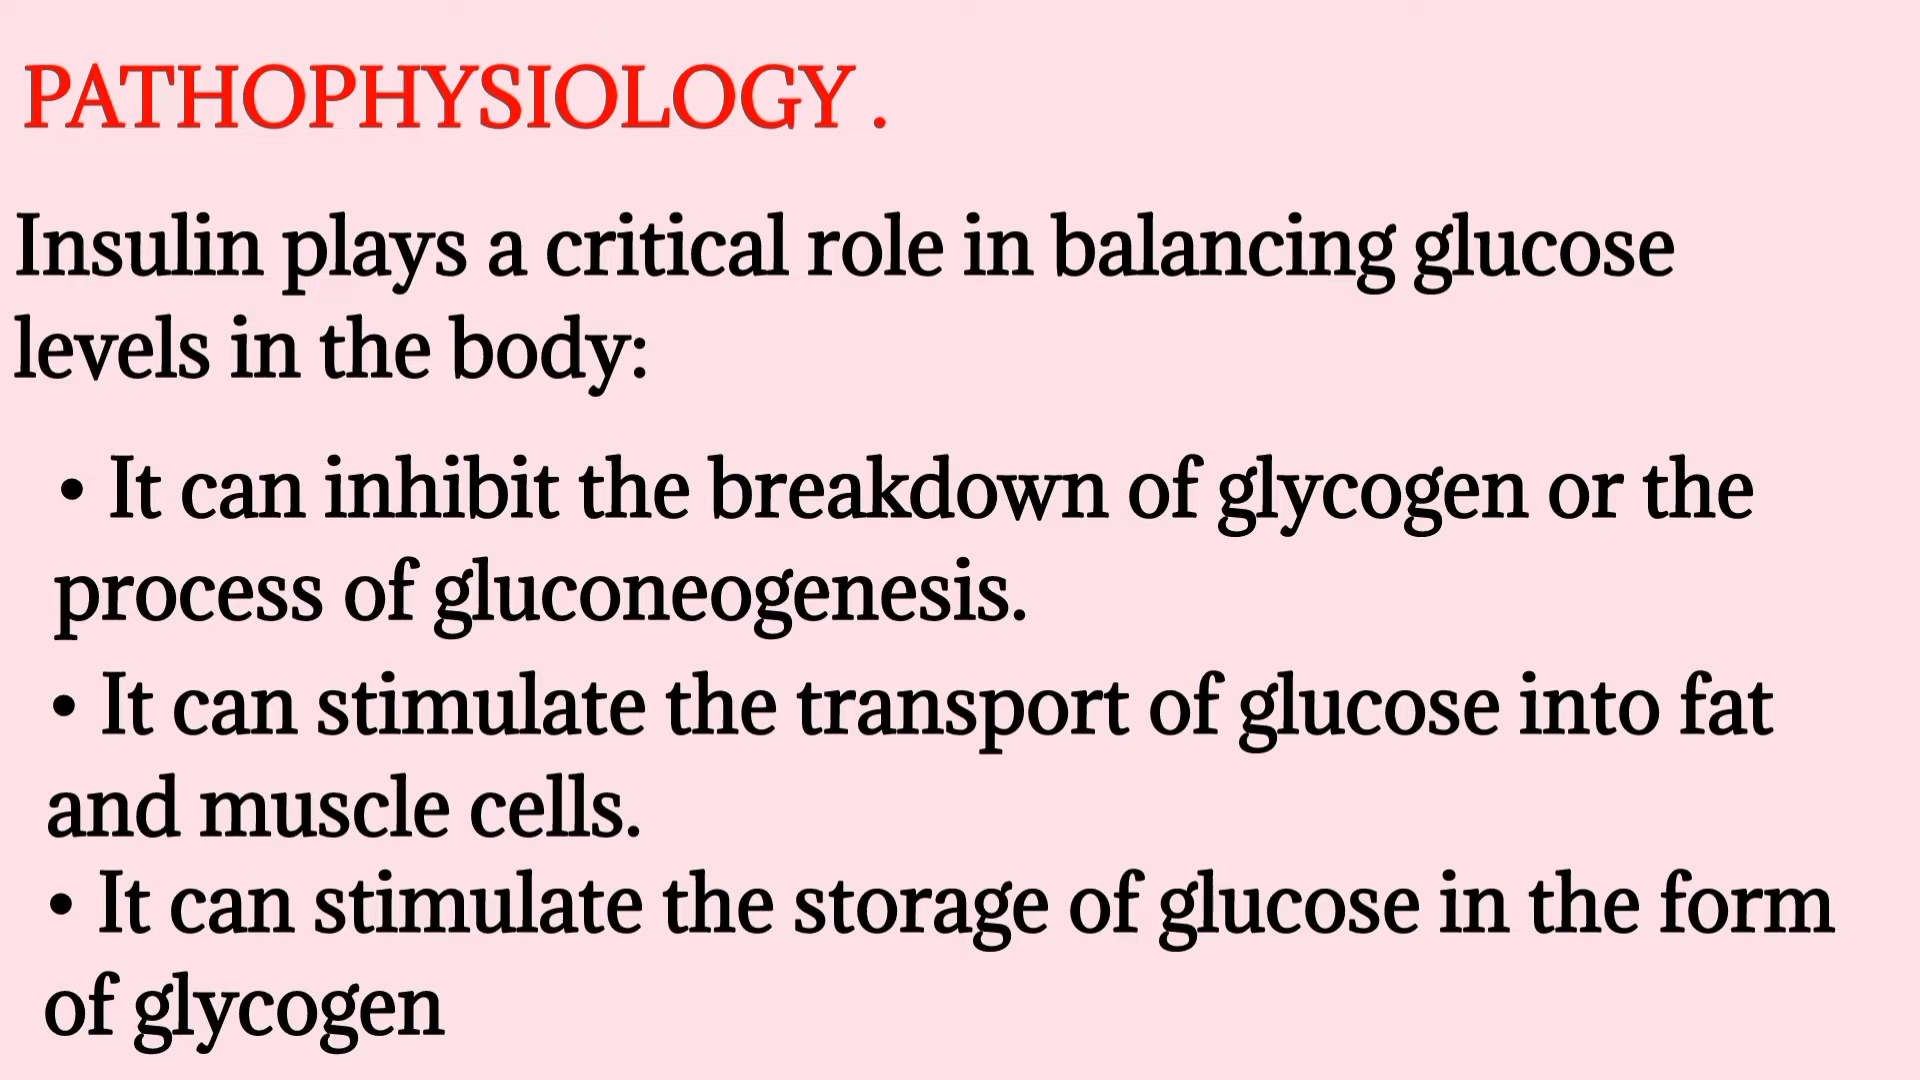 PATHOPHYSIOLOGY .
Insulin plays a critical role in balancing glucose
levels in the body:
• It can inhibit the breakdown of glycogen or the
process of gluconeogenesis.
• It can stimulate the transport of glucose into fat
and muscle cells.
• It can stimulate the storage of glucose in the form
of glycogen